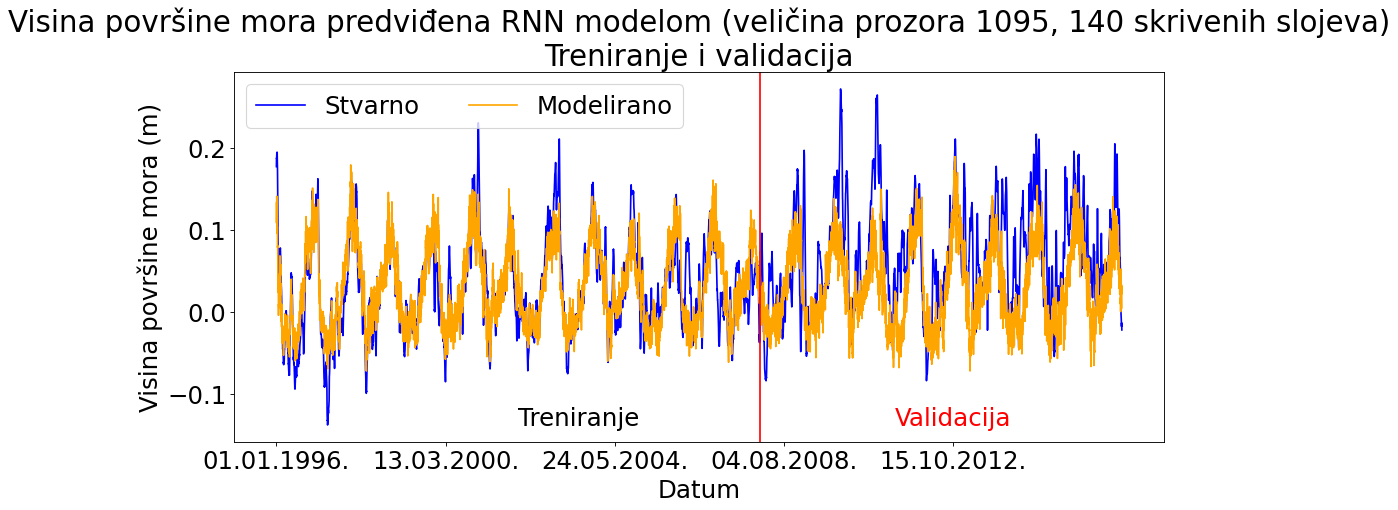 Visina površine mora predviđena RNN modelom (veličina prozora 1095, 140 skrivenih slojeva)
Treniranje i validacija
Stvarno
Modelirano
Visina površine mora (m)
0.2
0.1
0.0
−0.1
Treniranje
Validacija
01.01.1996.
13.03.2000.
24.05.2004.
04.08.2008.
15.10.2012.
Datum